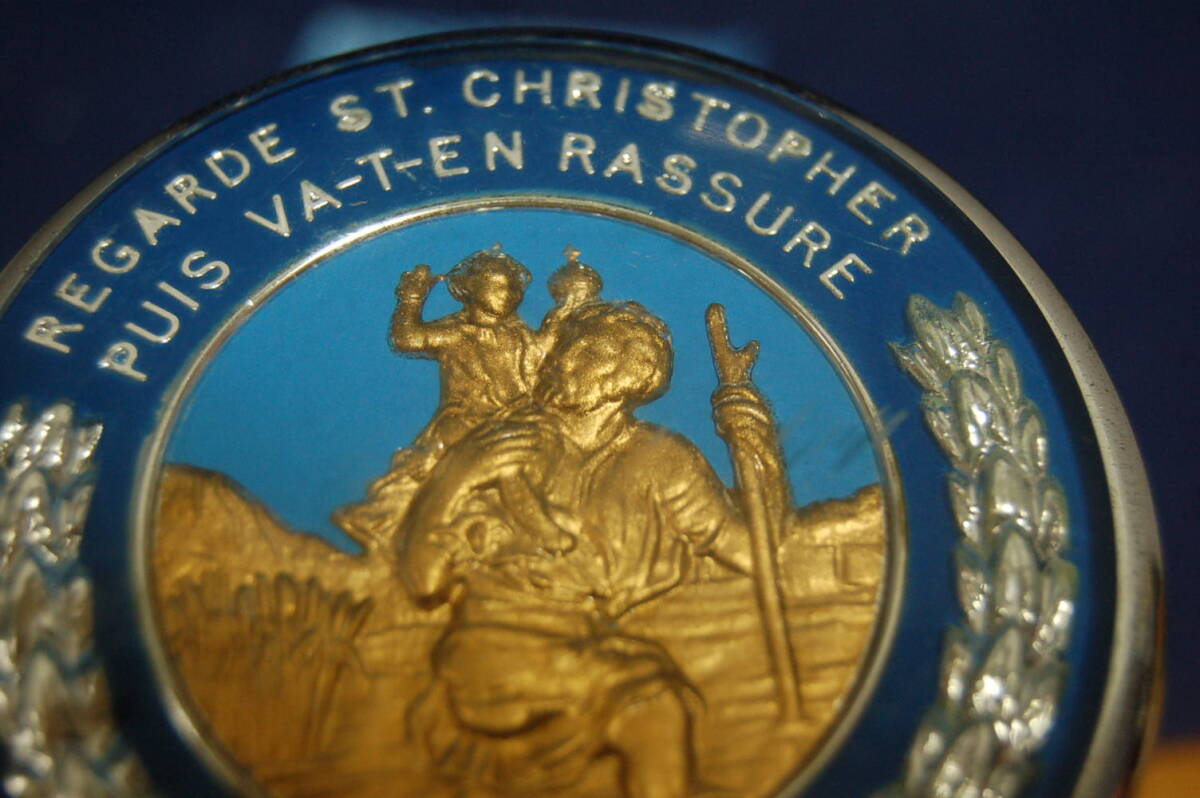 REGARDE ST. CHRISTOPHER
PUIS VA-T-EN RASSURE